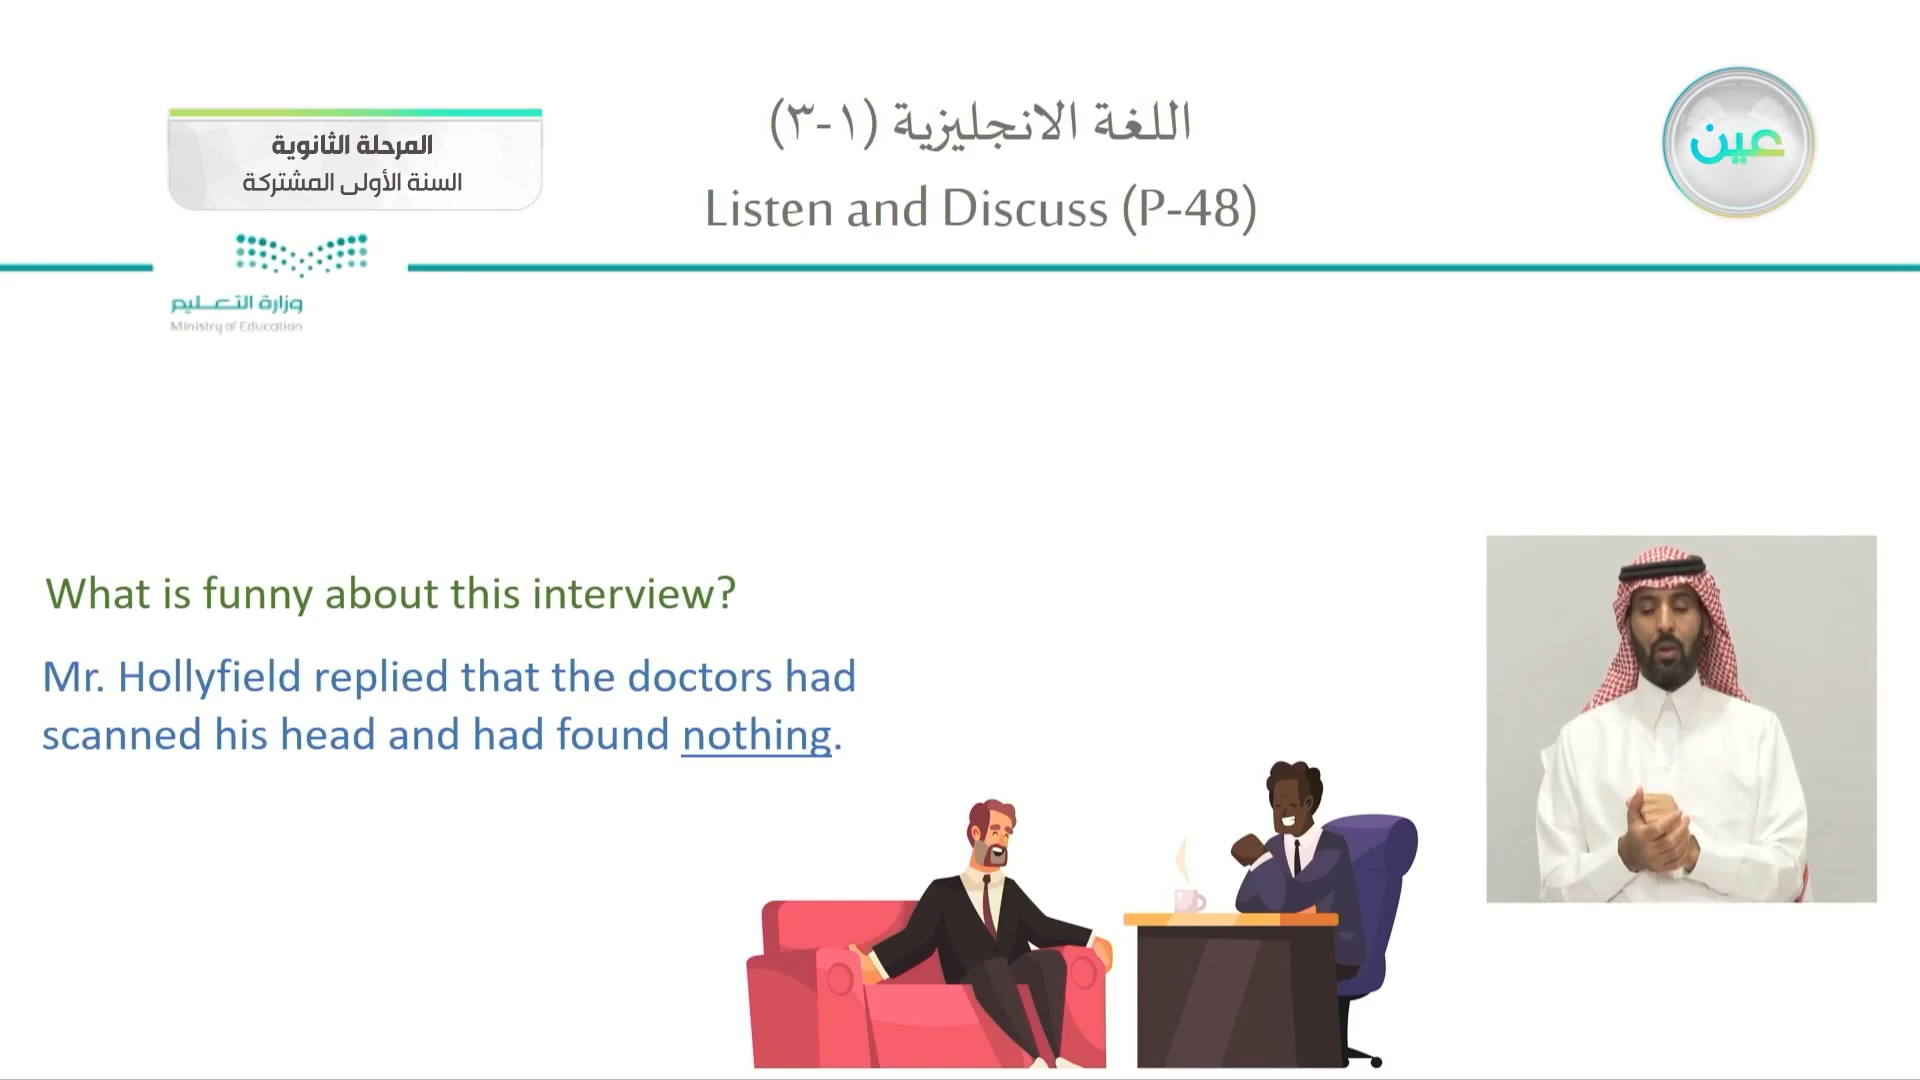 المرحلة الثانوية
السنة الأولى المشتركة
اللغة الانجليزية (١-٣)
Listen and Discuss (P-48)
عين
وزارة التعليم
Ministry of Education
What is funny about this interview?
Mr. Hollyfield replied that the doctors had
scanned his head and had found nothing.